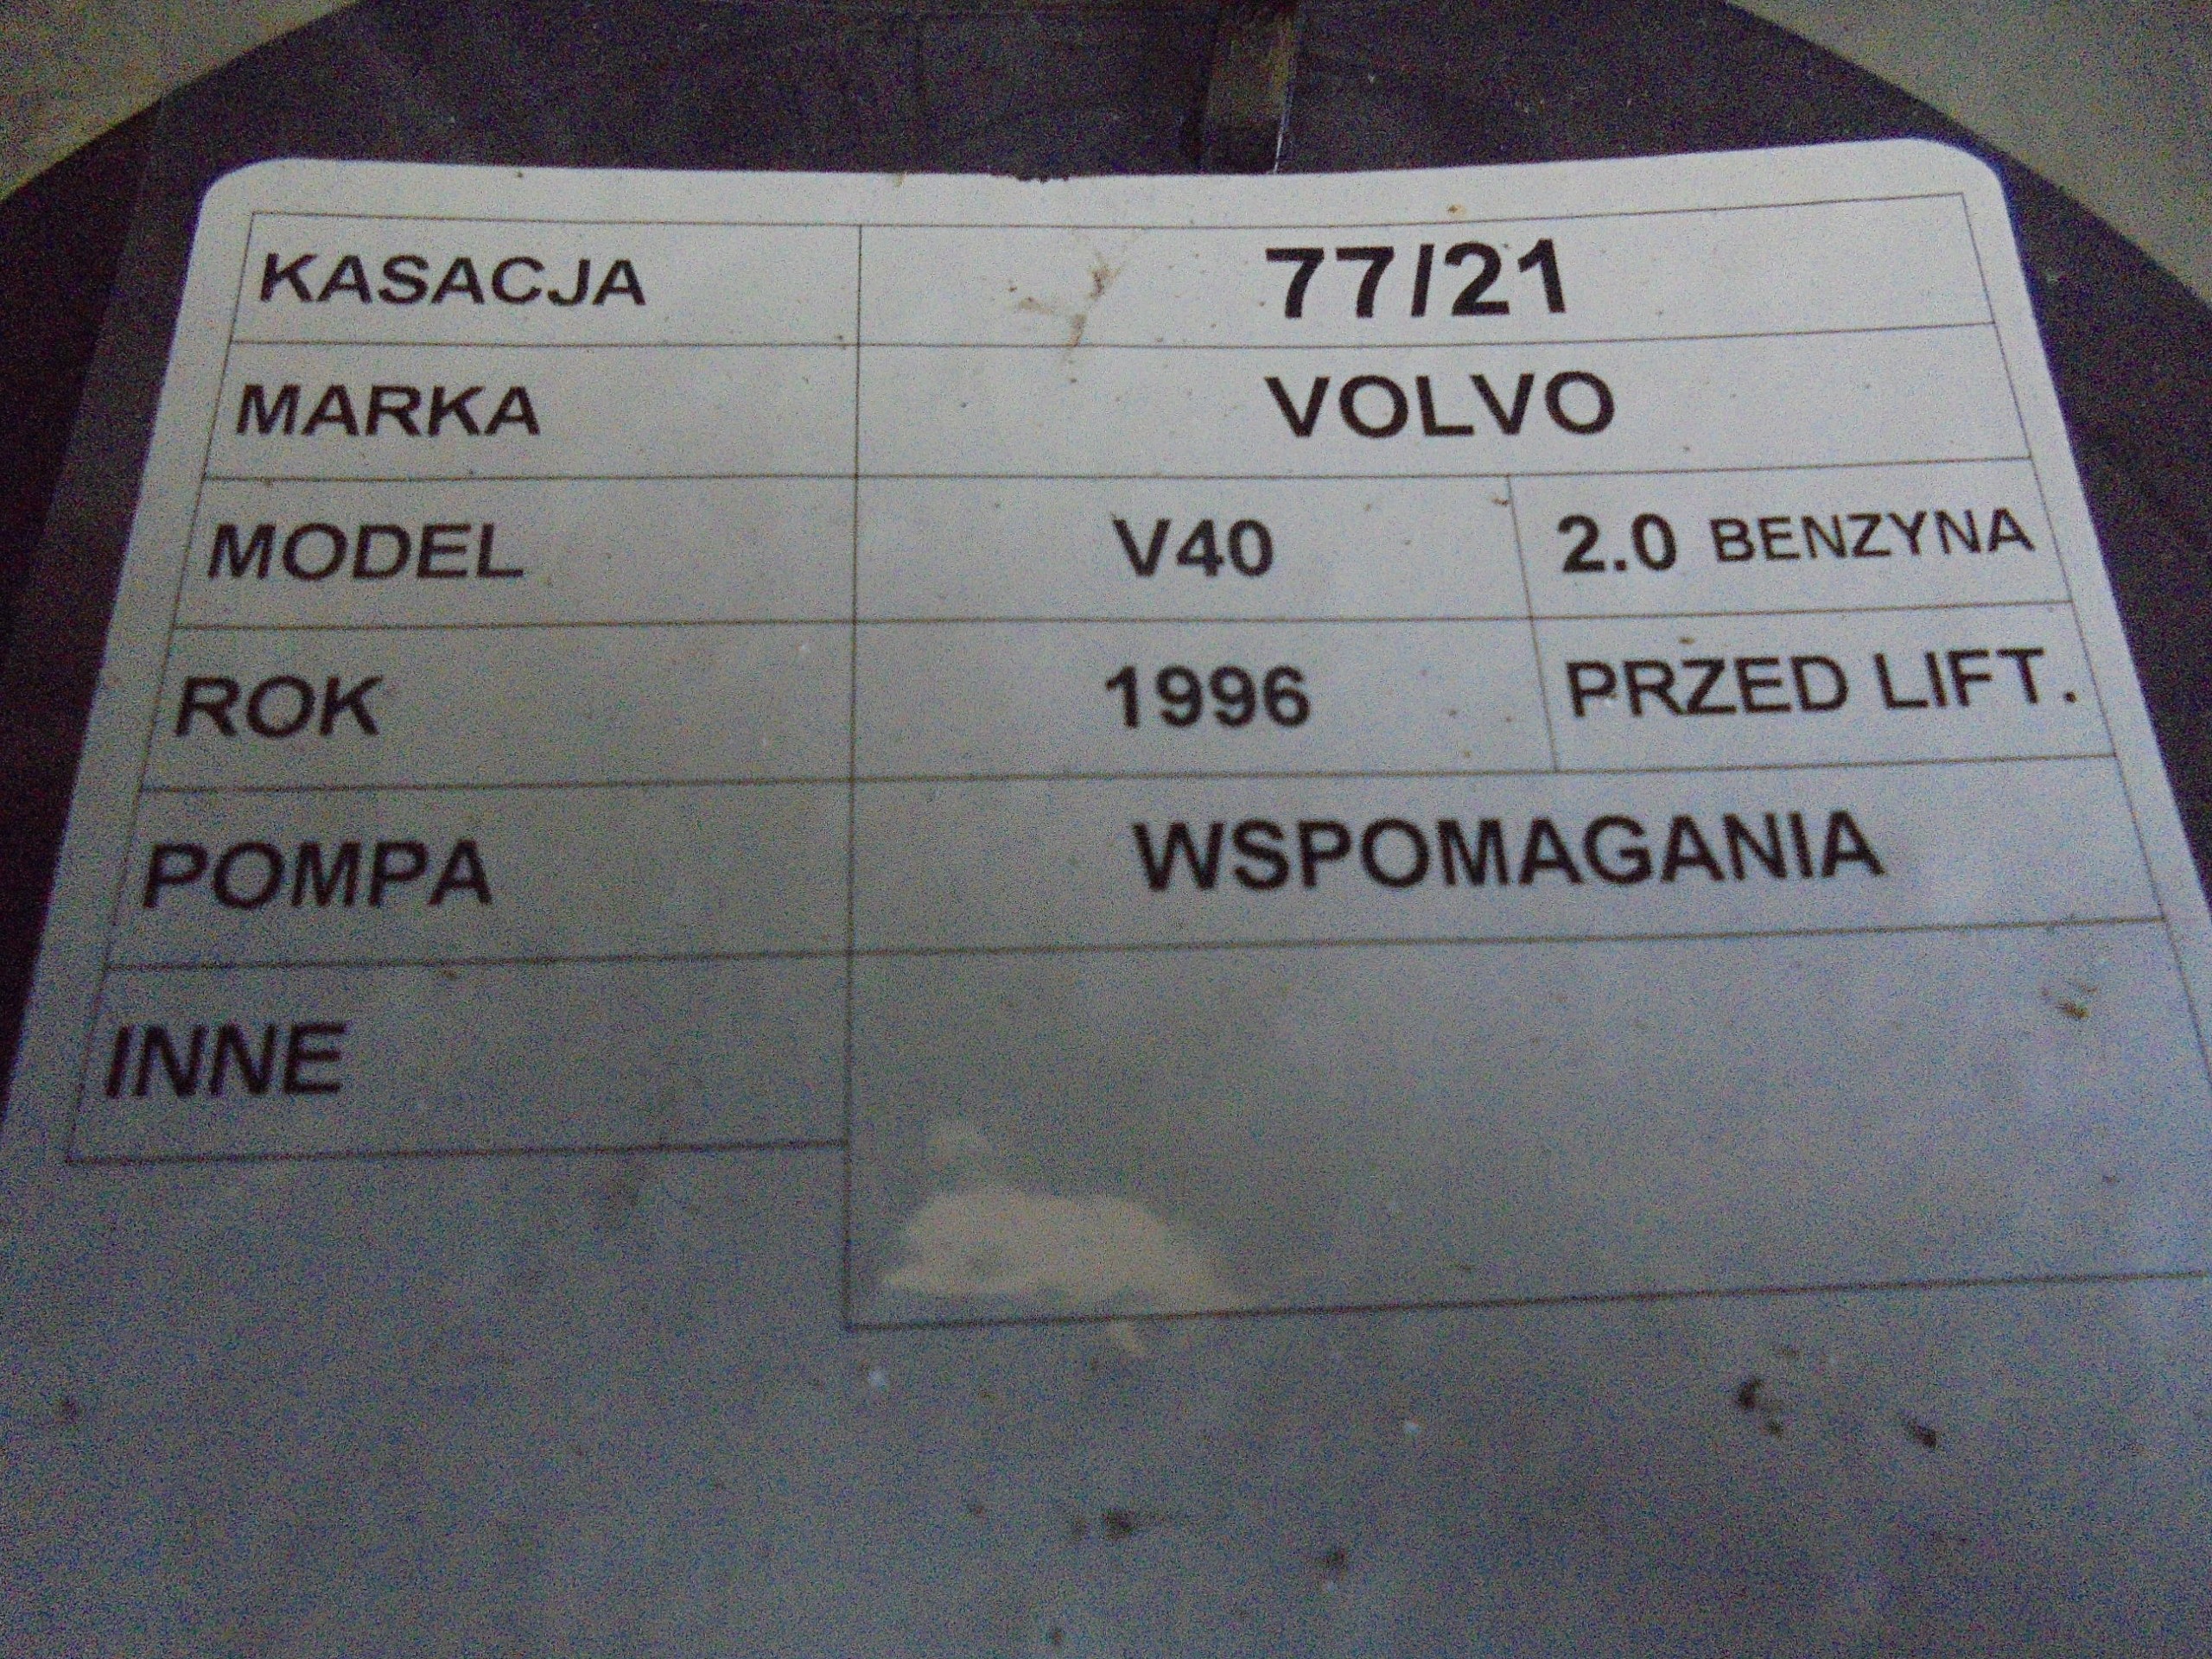 KASACJA 77/21
MARKA VOLVO
MODEL V40 2.0 BENZYNA
ROK 1996 PRZED LIFT.
POMPA WSPOMAGANIA
INNE